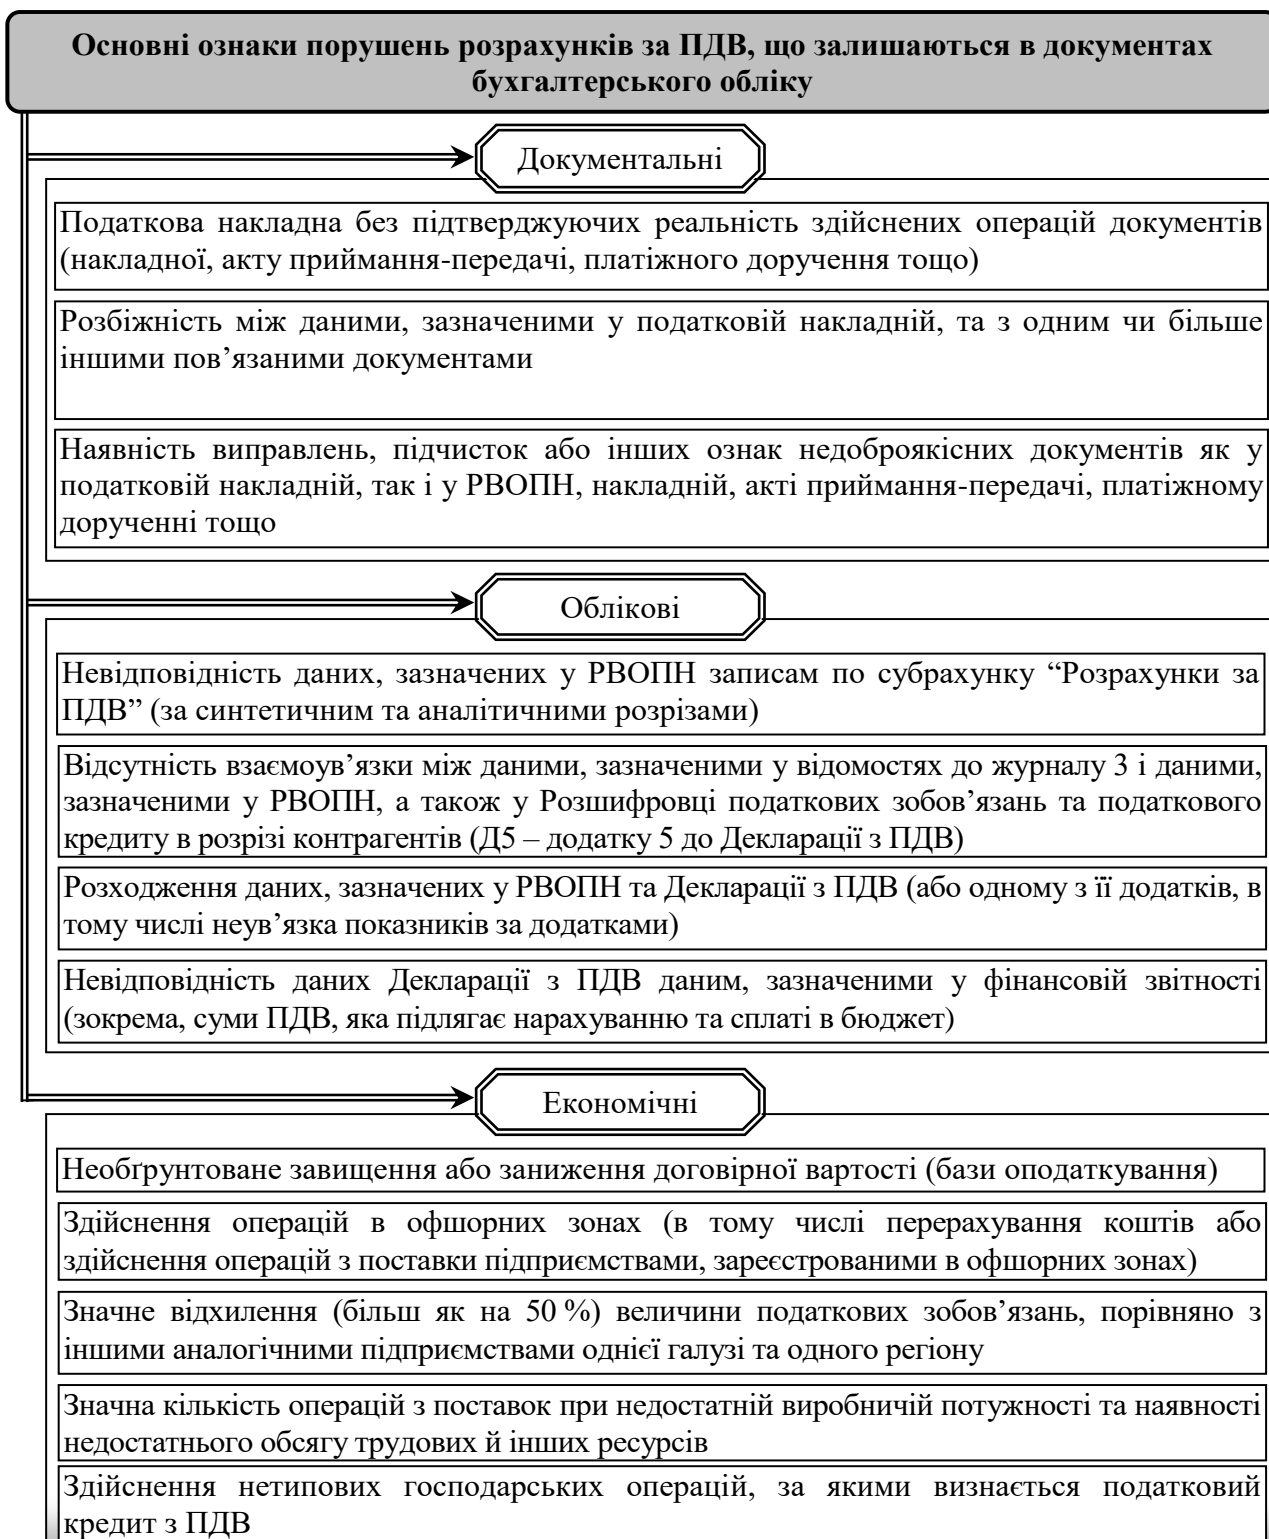 Основні ознаки порушень розрахунків за ПДВ, що залишаються в документах
бухгалтерського обліку
Документальні
Податкова накладна без підтверджуючих реальність здійснених операцій документів
(накладної, акту приймання-передачі, платіжного доручення тощо)
Розбіжність між даними, зазначеними у податковій накладній, та з одним чи більше
іншими пов’язаними документами
Наявність виправлень, підчисток або інших ознак недоброякісних документів як у
податковій накладній, так і у РВОПН, накладній, акті приймання-передачі, платіжному
дорученні тощо
Облікові
Невідповідність даних, зазначених у РВОПН записам по субрахунку “Розрахунки за
ПДВ” (за синтетичним та аналітичними розрізами)
Відсутність взаємоув’язки між даними, зазначеними у відомостях до журналу 3 і даними,
зазначеними у РВОПН, а також у Розшифровці податкових зобов’язань та податкового
кредиту в розрізі контрагентів (Д5 – додатку 5 до Декларації з ПДВ)
Розходження даних, зазначених у РВОПН та Декларації з ПДВ (або одному з її додатків, в
тому числі неув’язка показників за додатками)
Невідповідність даних Декларації з ПДВ даним, зазначеними у фінансовій звітності
(зокрема, суми ПДВ, яка підлягає нарахуванню та сплаті в бюджет)
Економічні
Необґрунтоване завищення або заниження договірної вартості (бази оподаткування)
Здійснення операцій в офшорних зонах (в тому числі перерахування коштів або
здійснення операцій з поставки підприємствами, зареєстрованими в офшорних зонах)
Значне відхилення (більш як на 50 %) величини податкових зобов’язань, порівняно з
іншими аналогічними підприємствами однієї галузі та одного регіону
Значна кількість операцій з поставок при недостатній виробничій потужності та наявності
недостатнього обсягу трудових й інших ресурсів
Здійснення нетипових господарських операцій, за якими визнається податковий
кредит з ПДВ